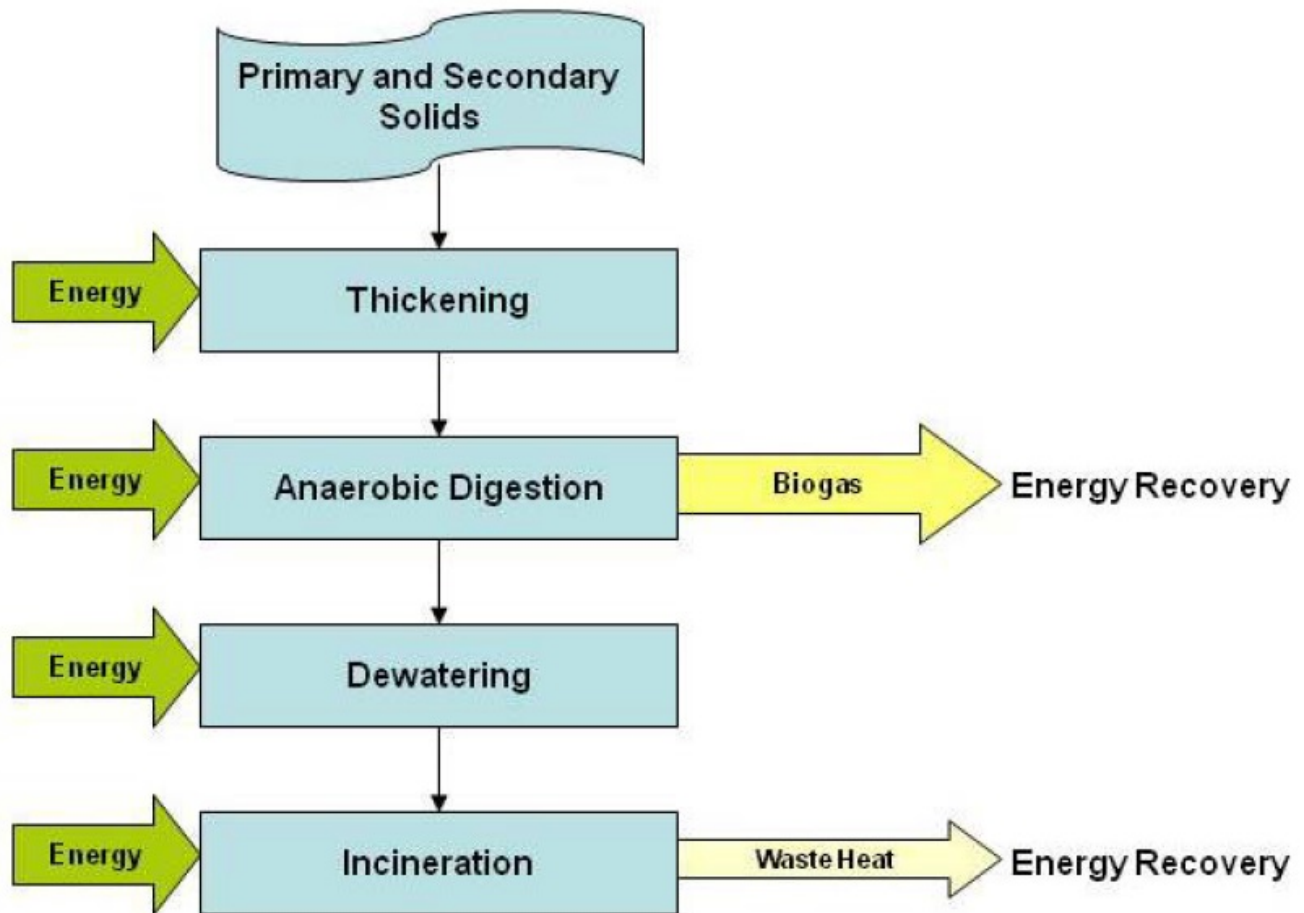 Primary and Secondary
Solids
Energy
Thickening
Energy
Anaerobic Digestion
Biogas
Energy Recovery
Energy
Dewatering
Energy
Incineration
Waste Heat
Energy Recovery